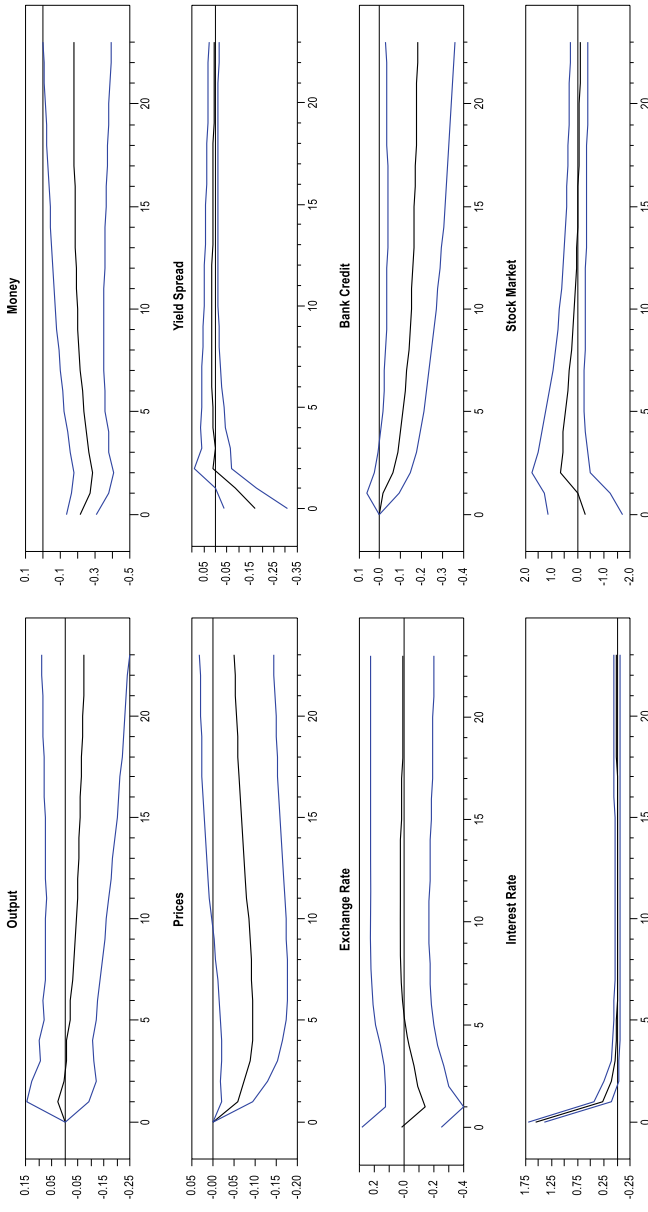 Output
0.15
0.05
-0.05
-0.15
-0.25
0 5 10 15 20
Money
0.1
-0.1
-0.3
-0.5
0 5 10 15 20
Prices
0.05
-0.00
-0.05
-0.10
-0.15
-0.20
0 5 10 15 20
Yield Spread
0.05
-0.05
-0.15
-0.25
-0.35
0 5 10 15 20
Exchange Rate
0.2
-0.0
-0.2
-0.4
0 5 10 15 20
Bank Credit
0.1
-0.0
-0.1
-0.2
-0.3
-0.4
0 5 10 15 20
Interest Rate
1.75
1.25
0.75
0.25
-0.25
0 5 10 15 20
Stock Market
2.0
1.0
0.0
-1.0
-2.0
0 5 10 15 20